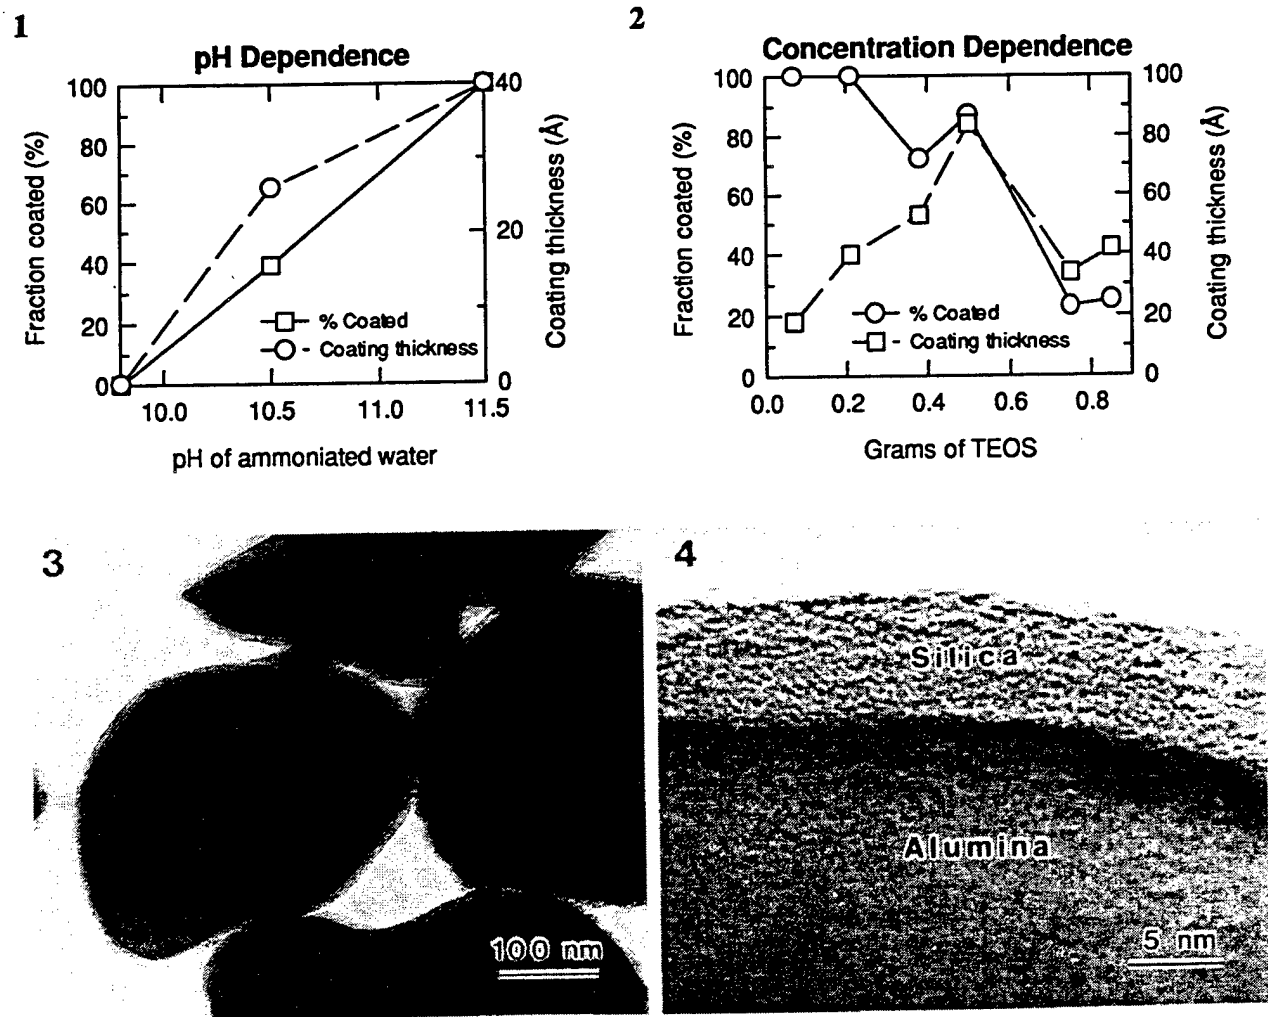 1
pH Dependence
100
80
60
40
20
0
Fraction coated (%)
40
20
0
Coating thickness (Å)
% Coated
Coating thickness
10.0 10.5 11.0 11.5
pH of ammoniated water
2
Concentration Dependence
100
80
60
40
20
0
Fraction coated (%)
100
80
60
40
20
0
Coating thickness (Å)
% Coated
Coating thickness
0.0 0.2 0.4 0.6 0.8
Grams of TEOS
3
100 nm
4
Silica
Alumina
5 nm